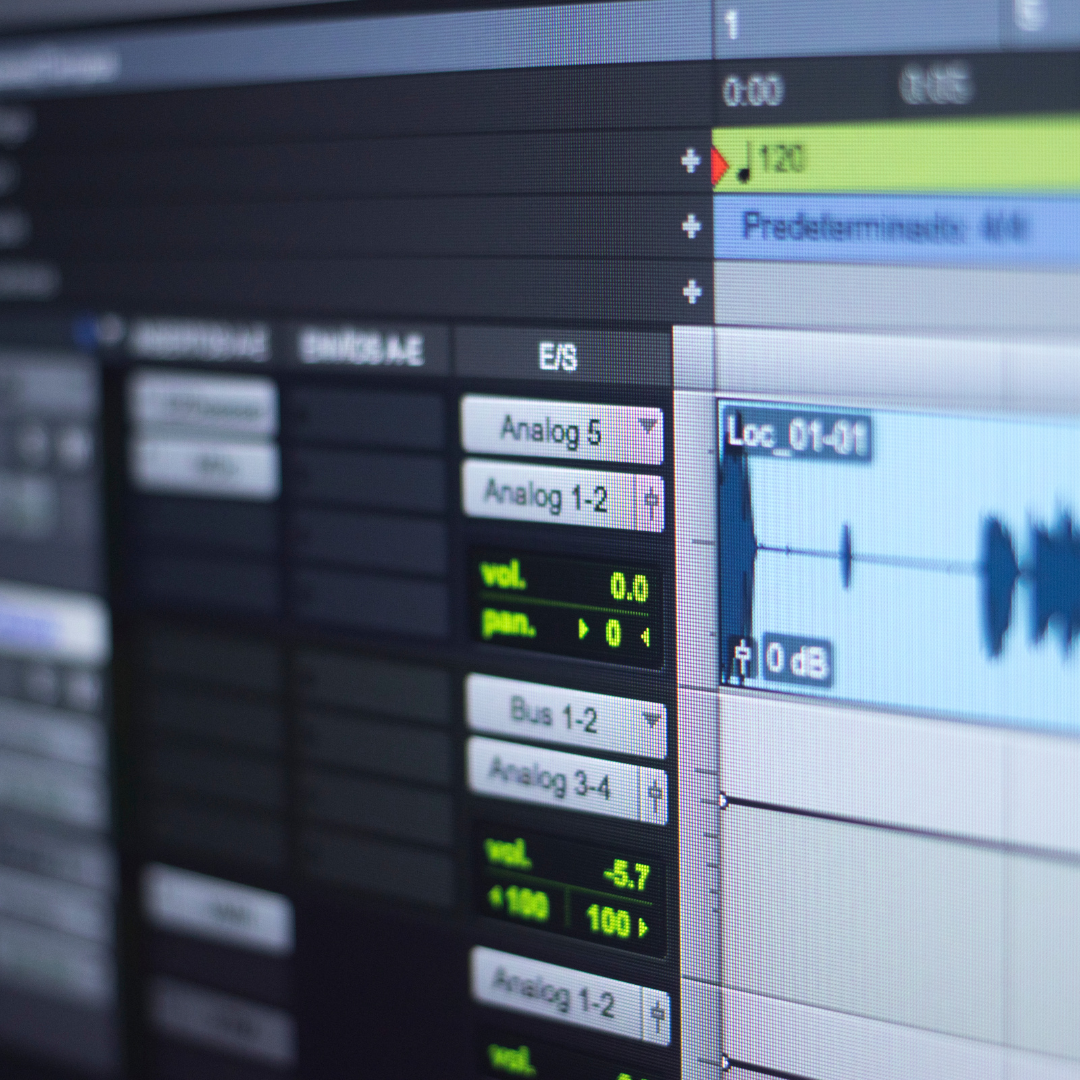 1
0:00 0:05
120
Predeterminado: 4/4
INSERTOS A-E ENVÍOS A-E E/S
Analog 5
Loc_01-01
Analog 1-2
vol. 0.0
pan. 0
0 dB
Bus 1-2
Analog 3-4
vol. -5.7
100 100
Analog 1-2
vol.